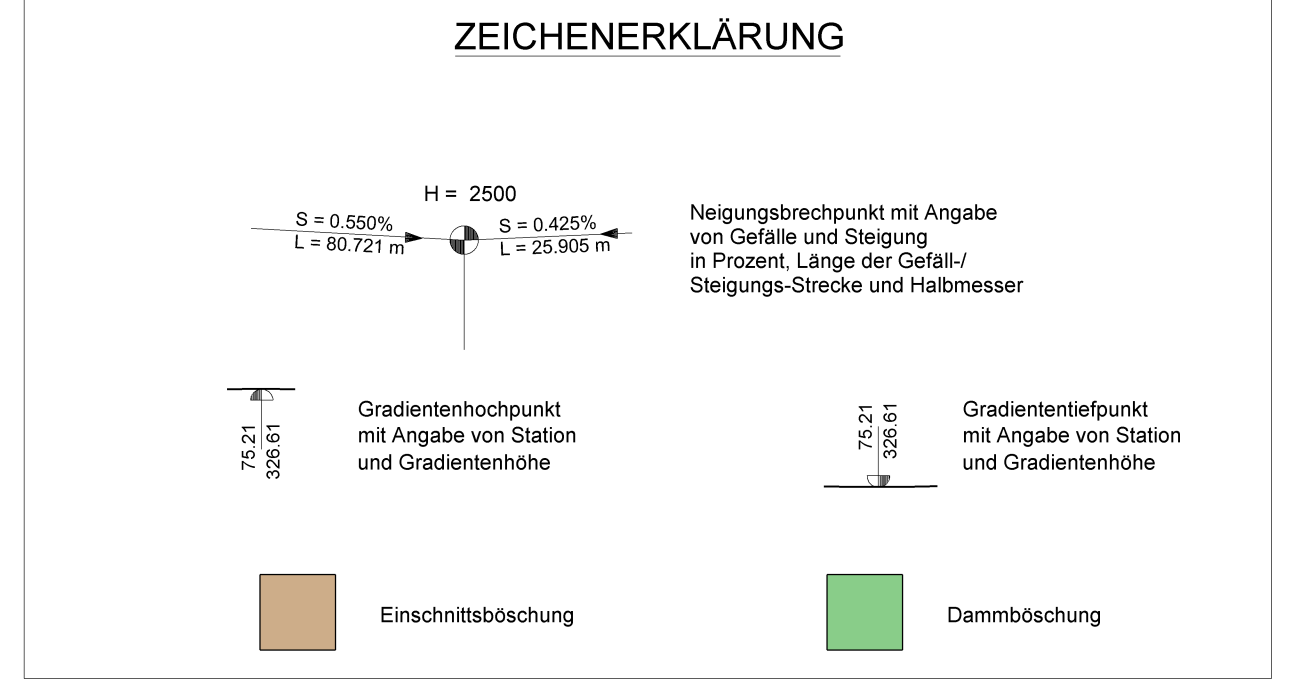 ZEICHENERKLÄRUNG
H = 2500
S = 0.550%
L = 80.721 m
S = 0.425%
L = 25.905 m
Neigungsbrechpunkt mit Angabe
von Gefälle und Steigung
in Prozent, Länge der Gefäll-/
Steigungs-Strecke und Halbmesser
75.21
326.61
Gradientenhochpunkt
mit Angabe von Station
und Gradientenhöhe
75.21
326.61
Gradiententiefpunkt
mit Angabe von Station
und Gradientenhöhe
Einschnittsböschung
Dammböschung